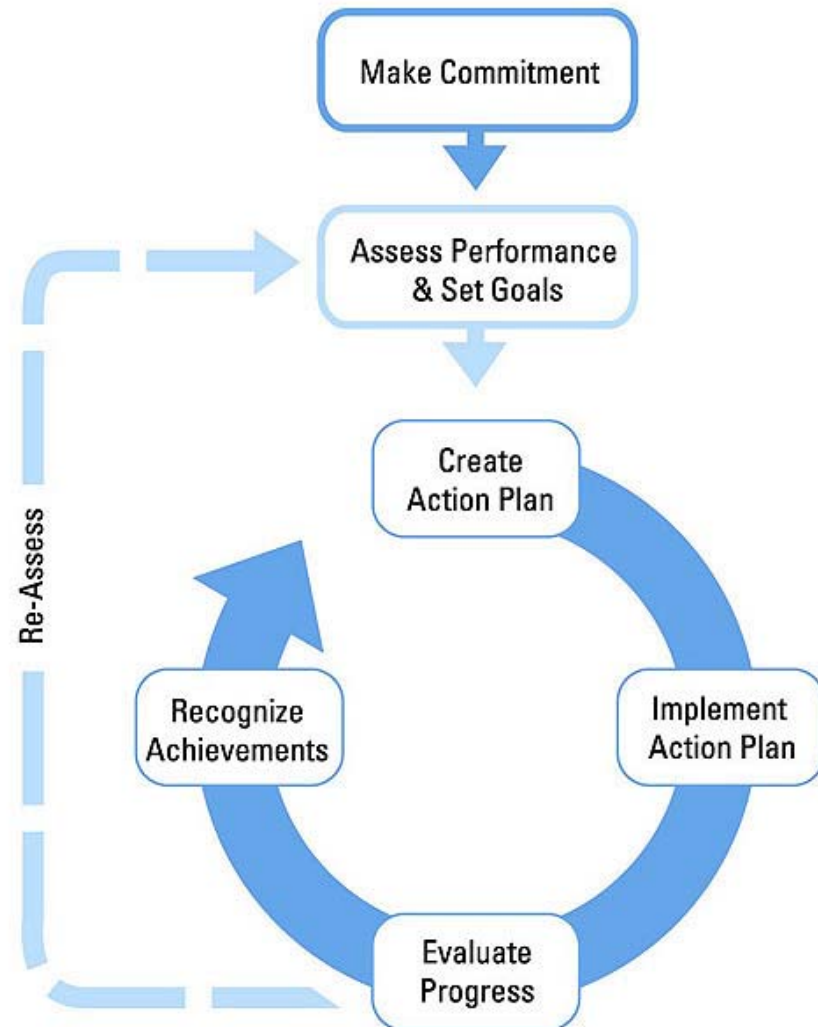 Make Commitment
Assess Performance
& Set Goals
Create
Action Plan
Re-Assess
Recognize
Achievements
Implement
Action Plan
Evaluate
Progress